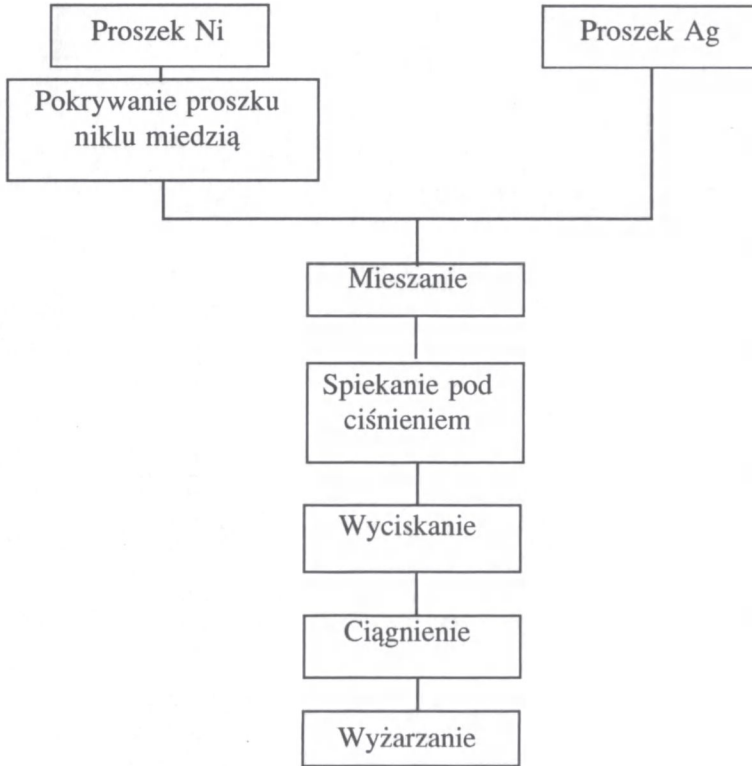 Proszek Ni
Proszek Ag
Pokrywanie proszku
niklu miedzią
Mieszanie
Spiekanie pod
ciśnieniem
Wyciskanie
Ciągnienie
Wyżarzanie